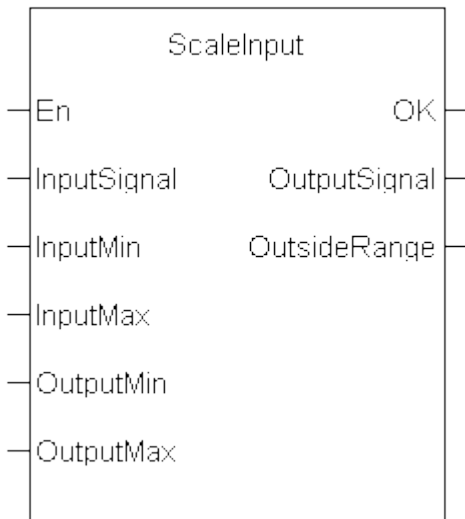 ScaleInput
En OK
InputSignal OutputSignal
InputMin OutsideRange
InputMax
OutputMin
OutputMax